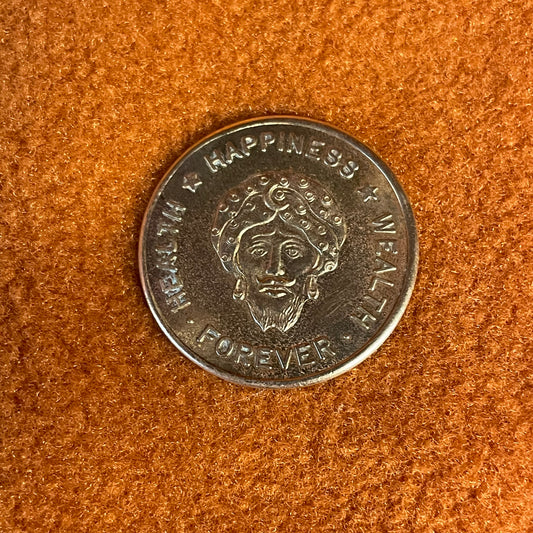 HEALTH ★ HAPPINESS ★ WEALTH
· FOREVER ·